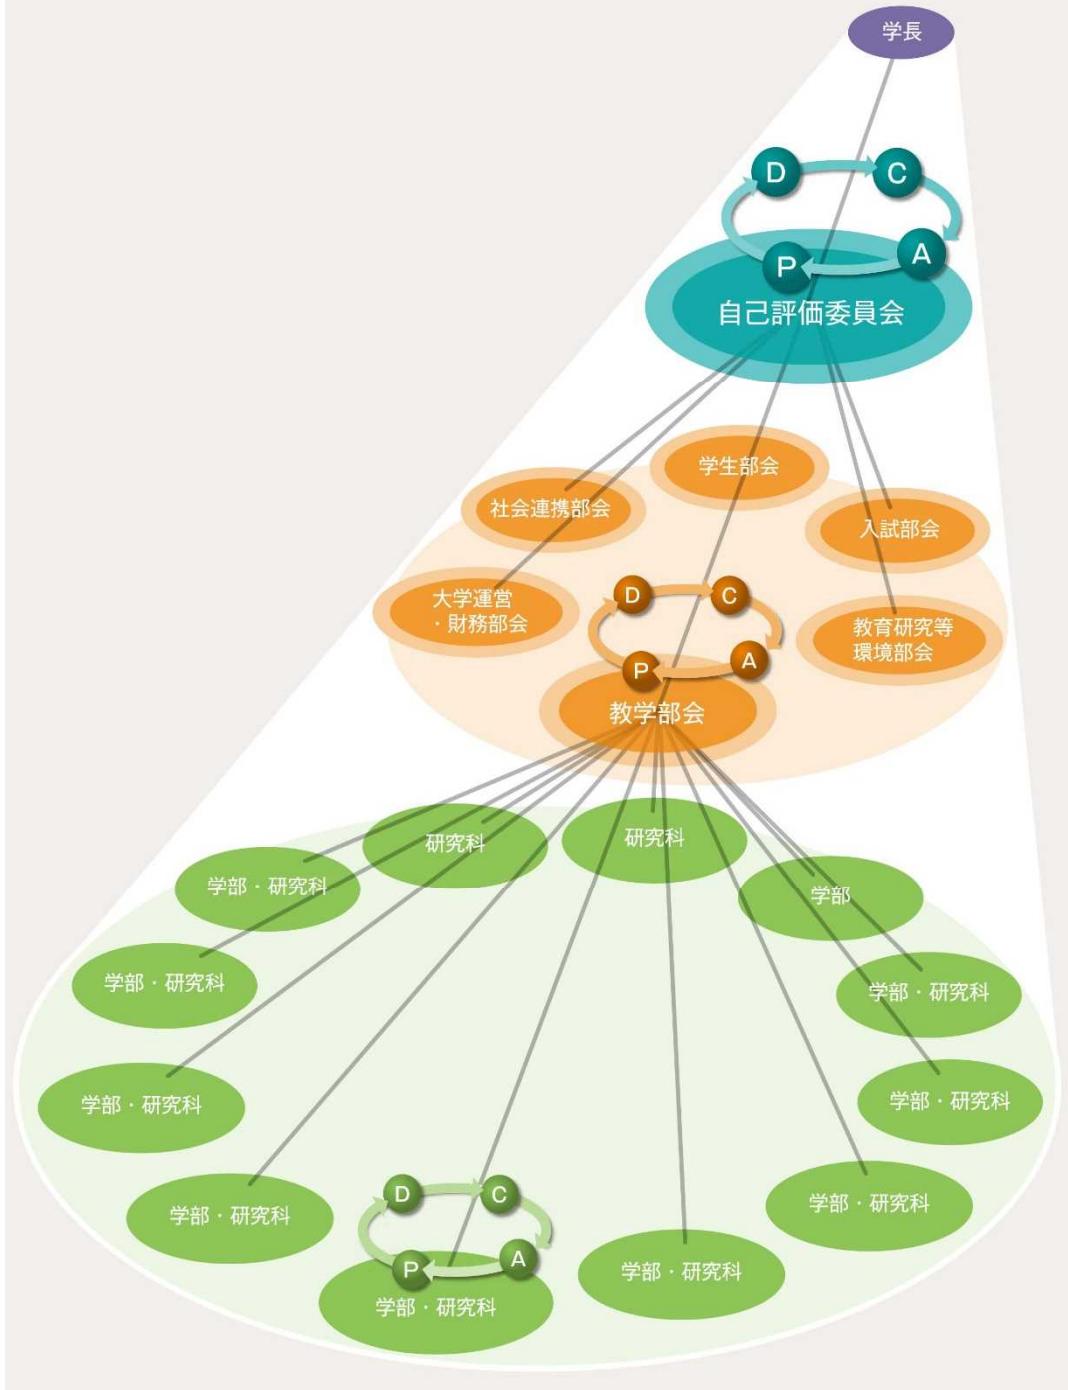 学長
D
C
P
A
自己評価委員会
学生部会
社会連携部会
入試部会
大学運営
・財務部会
教育研究等
環境部会
D
C
P
A
教学部会
研究科
研究科
学部・研究科
学部
学部・研究科
学部・研究科
学部・研究科
学部・研究科
学部・研究科
学部・研究科
D
C
P
A
学部・研究科
学部・研究科